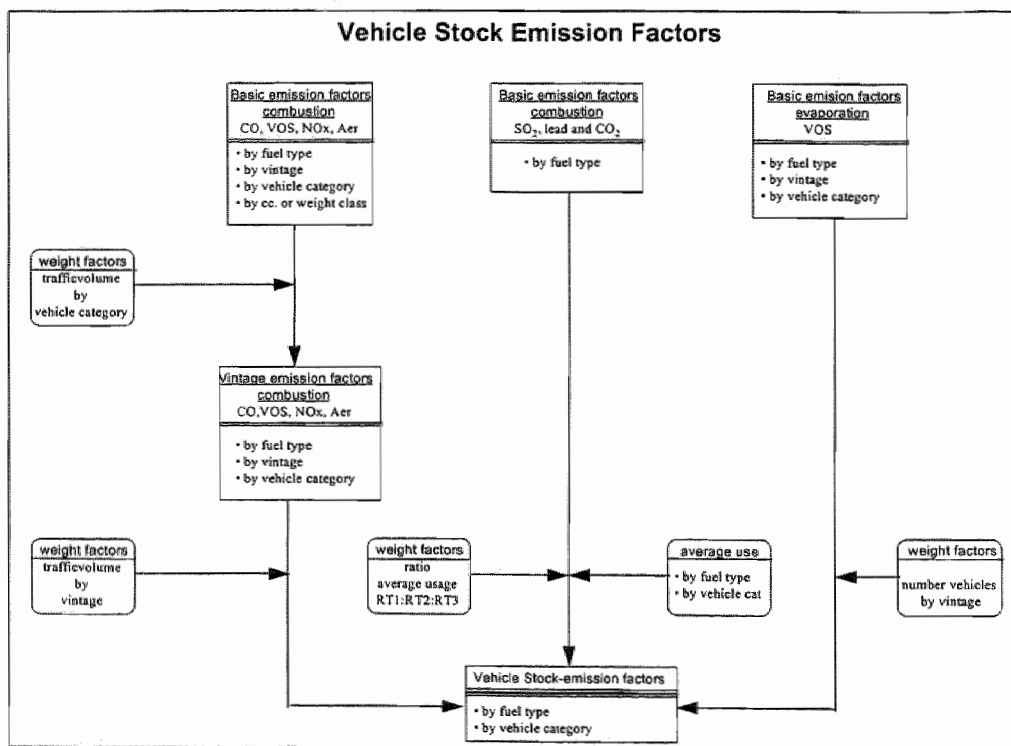 Vehicle Stock Emission Factors
Basic emission factors
combustion
CO, VOS, NOx, Aer
• by fuel type
• by vintage
• by vehicle category
• by cc. or weight class
Basic emission factors
combustion
SO₂, lead and CO₂
• by fuel type
Basic emision factors
evaporation
VOS
• by fuel type
• by vintage
• by vehicle category
weight factors
trafficvolume
by
vehicle category
Vintage emission factors
combustion
CO,VOS, NOx, Aer
• by fuel type
• by vintage
• by vehicle category
weight factors
trafficvolume
by
vintage
weight factors
ratio
average usage
RT1:RT2:RT3
average use
• by fuel type
• by vehicle cat
weight factors
number vehicles
by vintage
Vehicle Stock-emission factors
• by fuel type
• by vehicle category